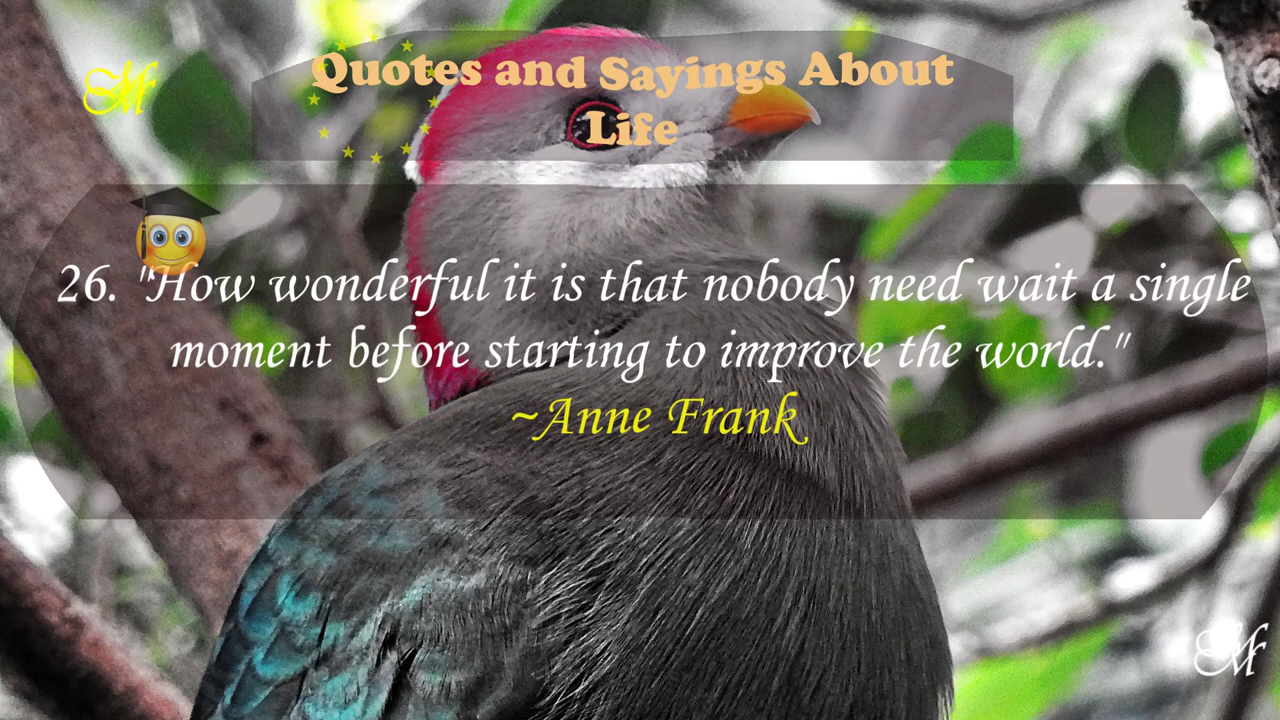 Quotes and Sayings About
Life
26. "How wonderful it is that nobody need wait a single
moment before starting to improve the world."
~Anne Frank